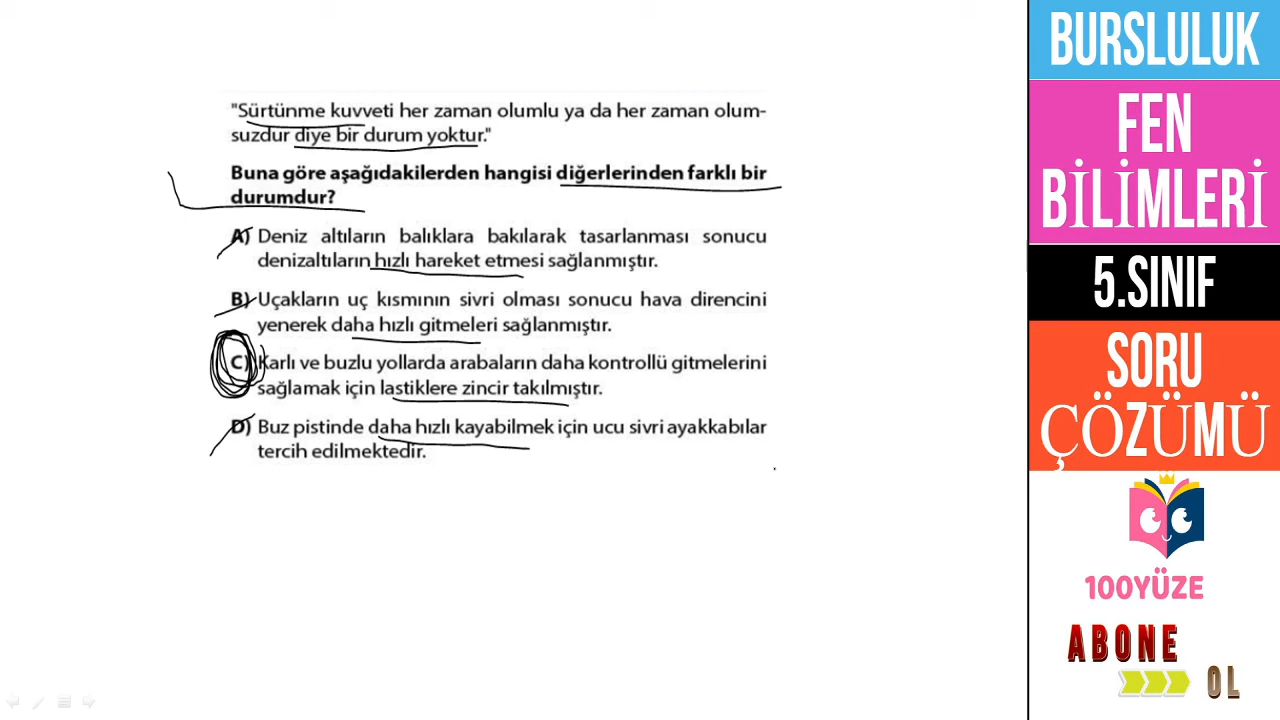 "Sürtünme kuvveti her zaman olumlu ya da her zaman olum-
suzdur diye bir durum yoktur."
Buna göre aşağıdakilerden hangisi diğerlerinden farklı bir
durumdur?
A) Deniz altıların balıklara bakılarak tasarlanması sonucu
denizaltıların hızlı hareket etmesi sağlanmıştır.
B) Uçakların uç kısmının sivri olması sonucu hava direncini
yenerek daha hızlı gitmeleri sağlanmıştır.
C) Karlı ve buzlu yollarda arabaların daha kontrollü gitmelerini
sağlamak için lastiklere zincir takılmıştır.
D) Buz pistinde daha hızlı kayabilmek için ucu sivri ayakkabılar
tercih edilmektedir.
BURSLULUK
FEN
BİLİMLERİ
5.SINIF
SORU
ÇÖZÜMÜ
100YÜZE
ABONE
OL